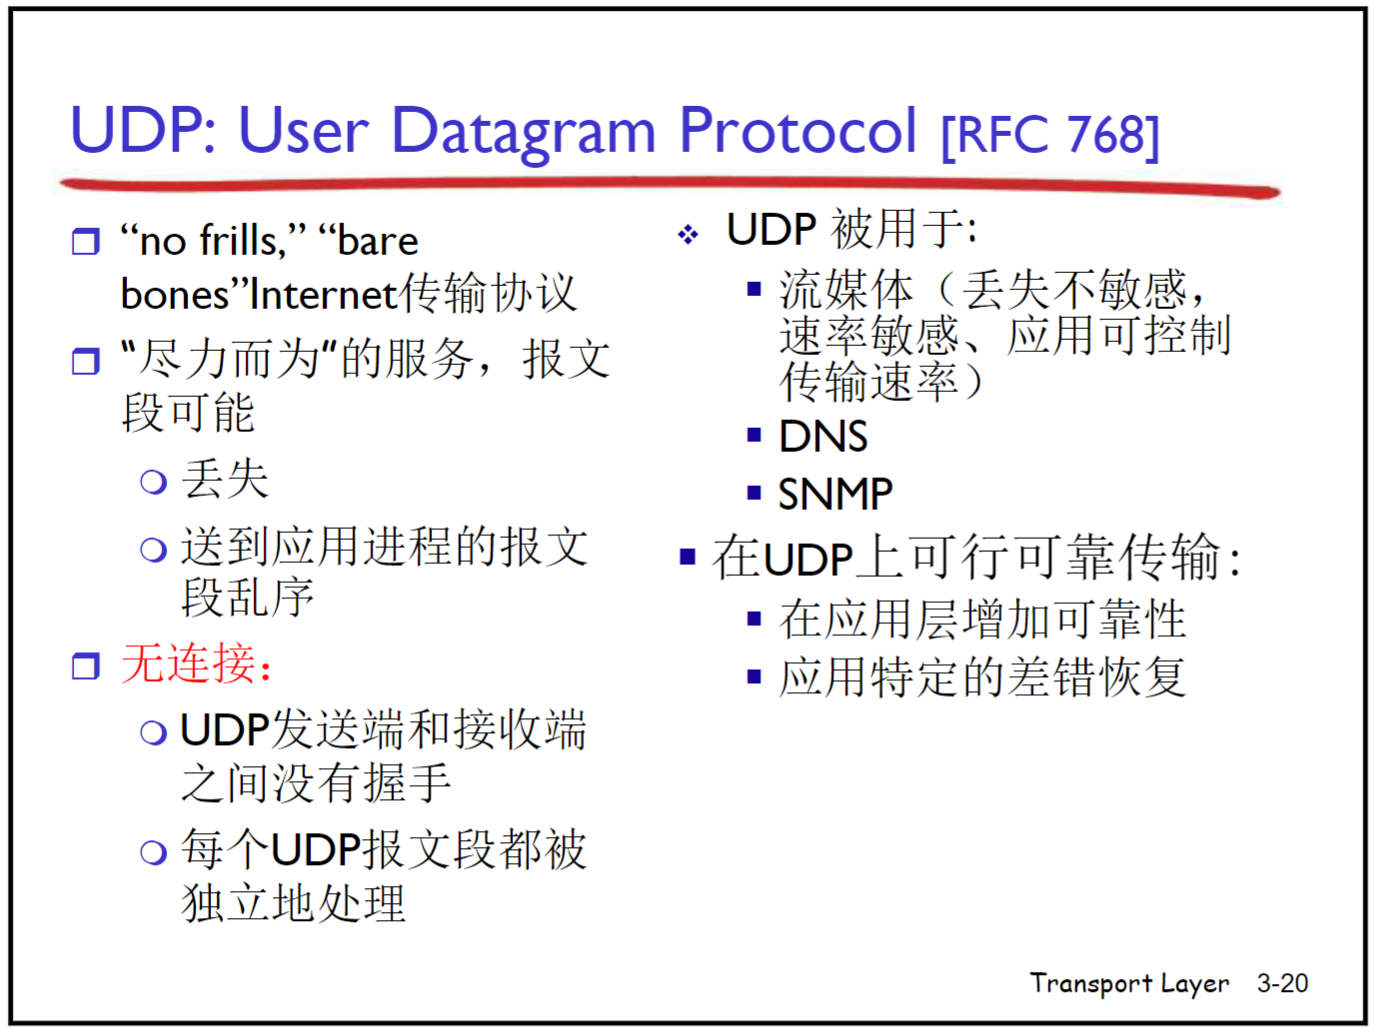 UDP: User Datagram Protocol [RFC 768]
“no frills,” “bare
bones”Internet传输协议
“尽力而为”的服务，报文
段可能
丢失
送到应用进程的报文
段乱序
无连接：
UDP发送端和接收端
之间没有握手
每个UDP报文段都被
独立地处理
UDP 被用于:
流媒体（丢失不敏感，
速率敏感、应用可控制
传输速率）
DNS
SNMP
在UDP上可行可靠传输:
在应用层增加可靠性
应用特定的差错恢复
Transport Layer 3-20